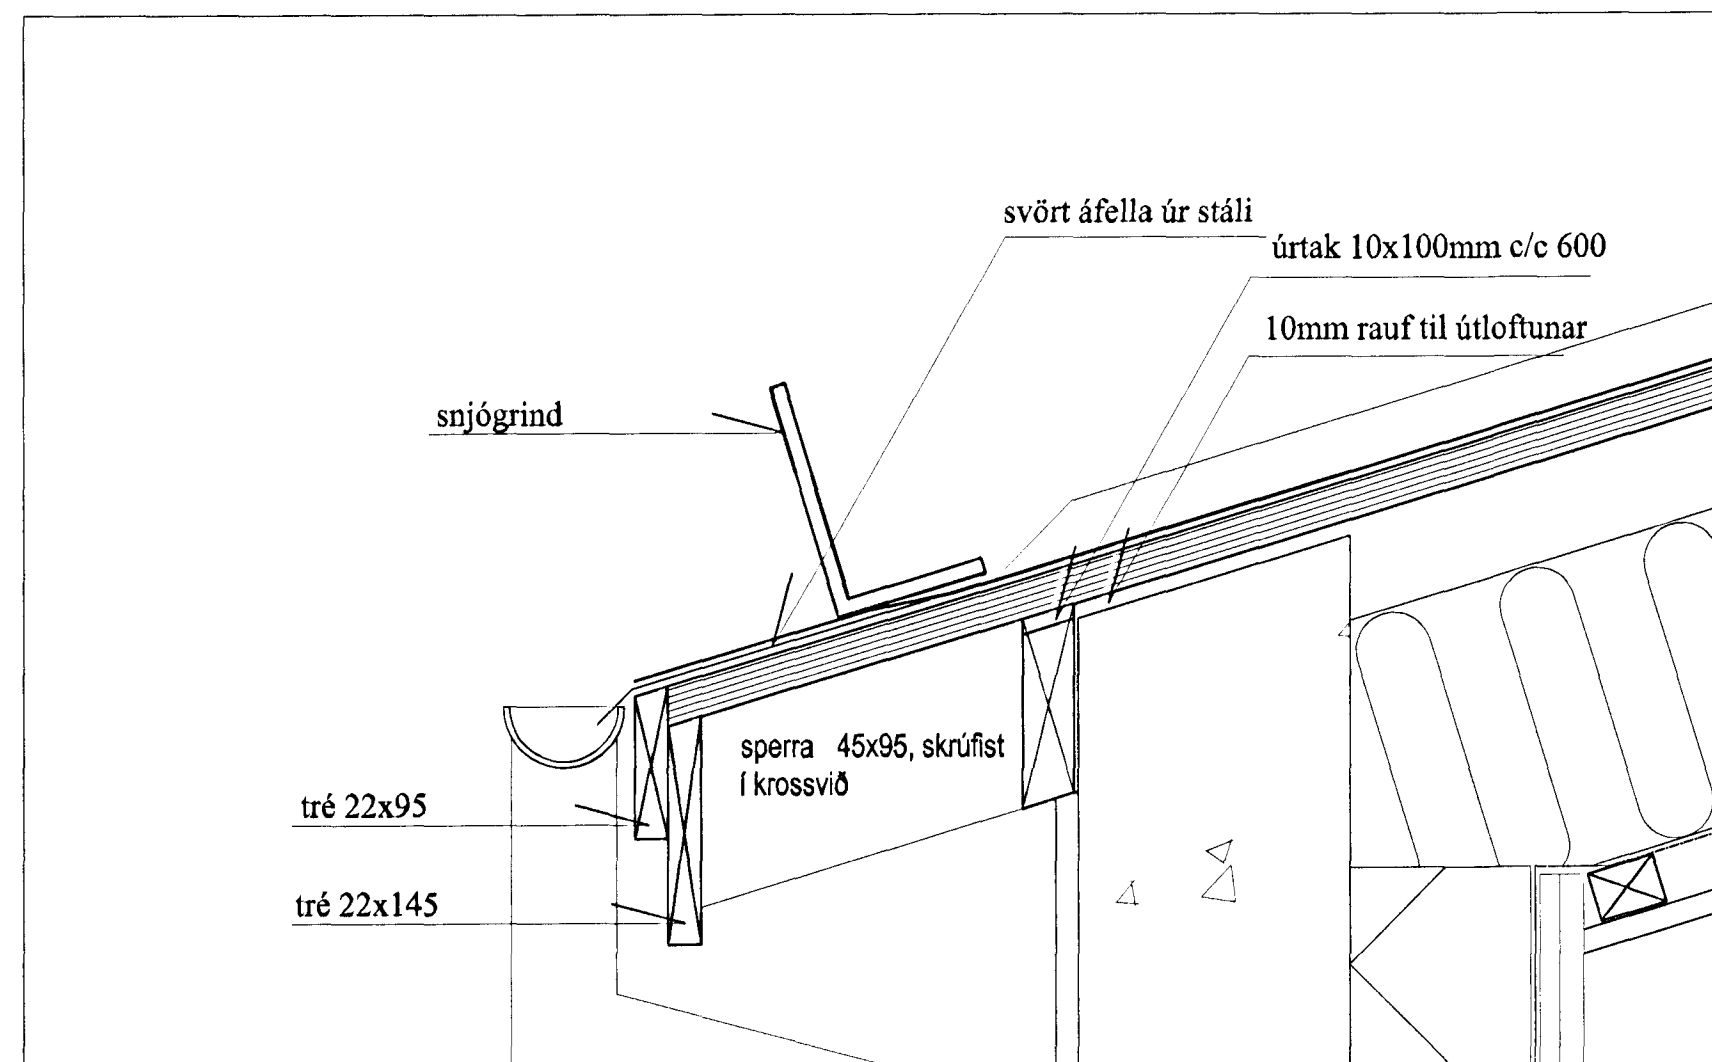 svört áfella úr stáli
úrtak 10x100mm c/c 600
10mm rauf til útloftunar
snjógrind
sperra 45x95, skrúfist
í krossvið
tré 22x95
tré 22x145